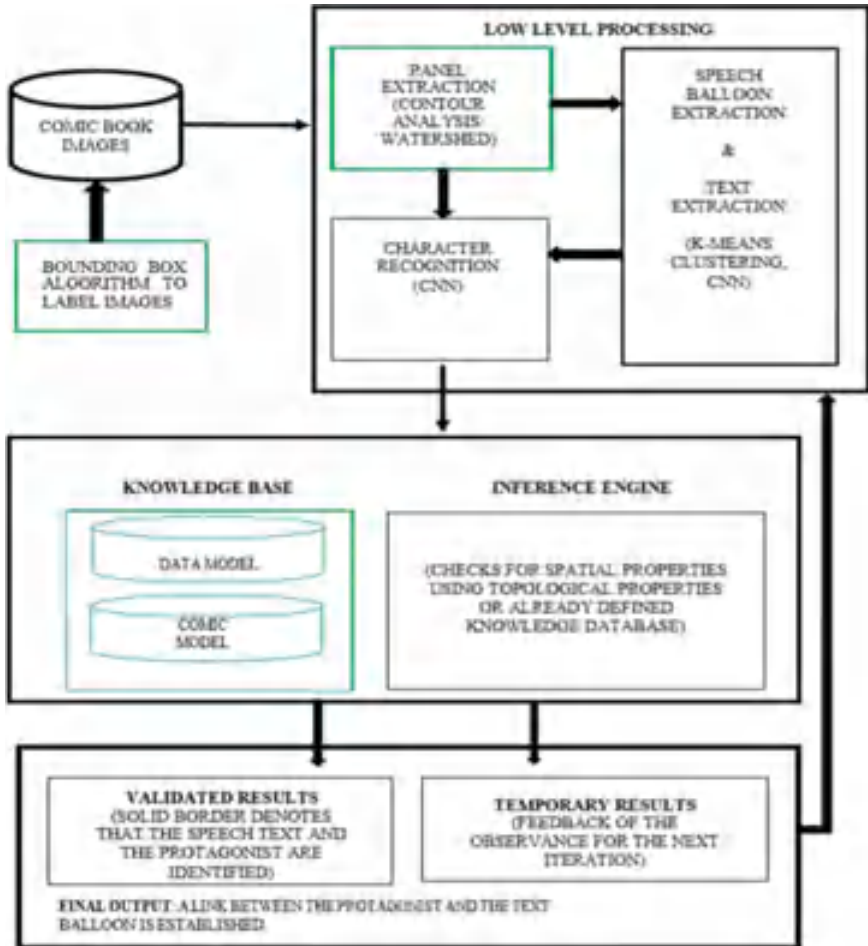 LOW LEVEL PROCESSING
COMIC BOOK
IMAGES
PANEL
EXTRACTION
(CONTOUR
ANALYSIS/
WATERSHED)
SPEECH
BALLOON
EXTRACTION
&
TEXT
EXTRACTION
(K-MEANS
CLUSTERING,
CNN)
BOUNDING BOX
ALGORITHM TO
LABEL IMAGES
CHARACTER
RECOGNITION
(CNN)
KNOWLEDGE BASE
DATA MODEL
COMIC
MODEL
INFERENCE ENGINE
(CHECKS FOR SPATIAL PROPERTIES
USING TOPOLOGICAL PROPERTIES
OR ALREADY DEFINED
KNOWLEDGE DATABASE)
VALIDATED RESULTS
(SOLID BORDER DENOTES
THAT THE SPEECH TEXT AND
THE PROTAGONIST ARE
IDENTIFIED)
TEMPORARY RESULTS
(FEEDBACK OF THE
OBSERVANCE FOR THE NEXT
ITERATION)
FINAL OUTPUT: A LINK BETWEEN THE PROTAGONIST AND THE TEXT
BALLOON IS ESTABLISHED.